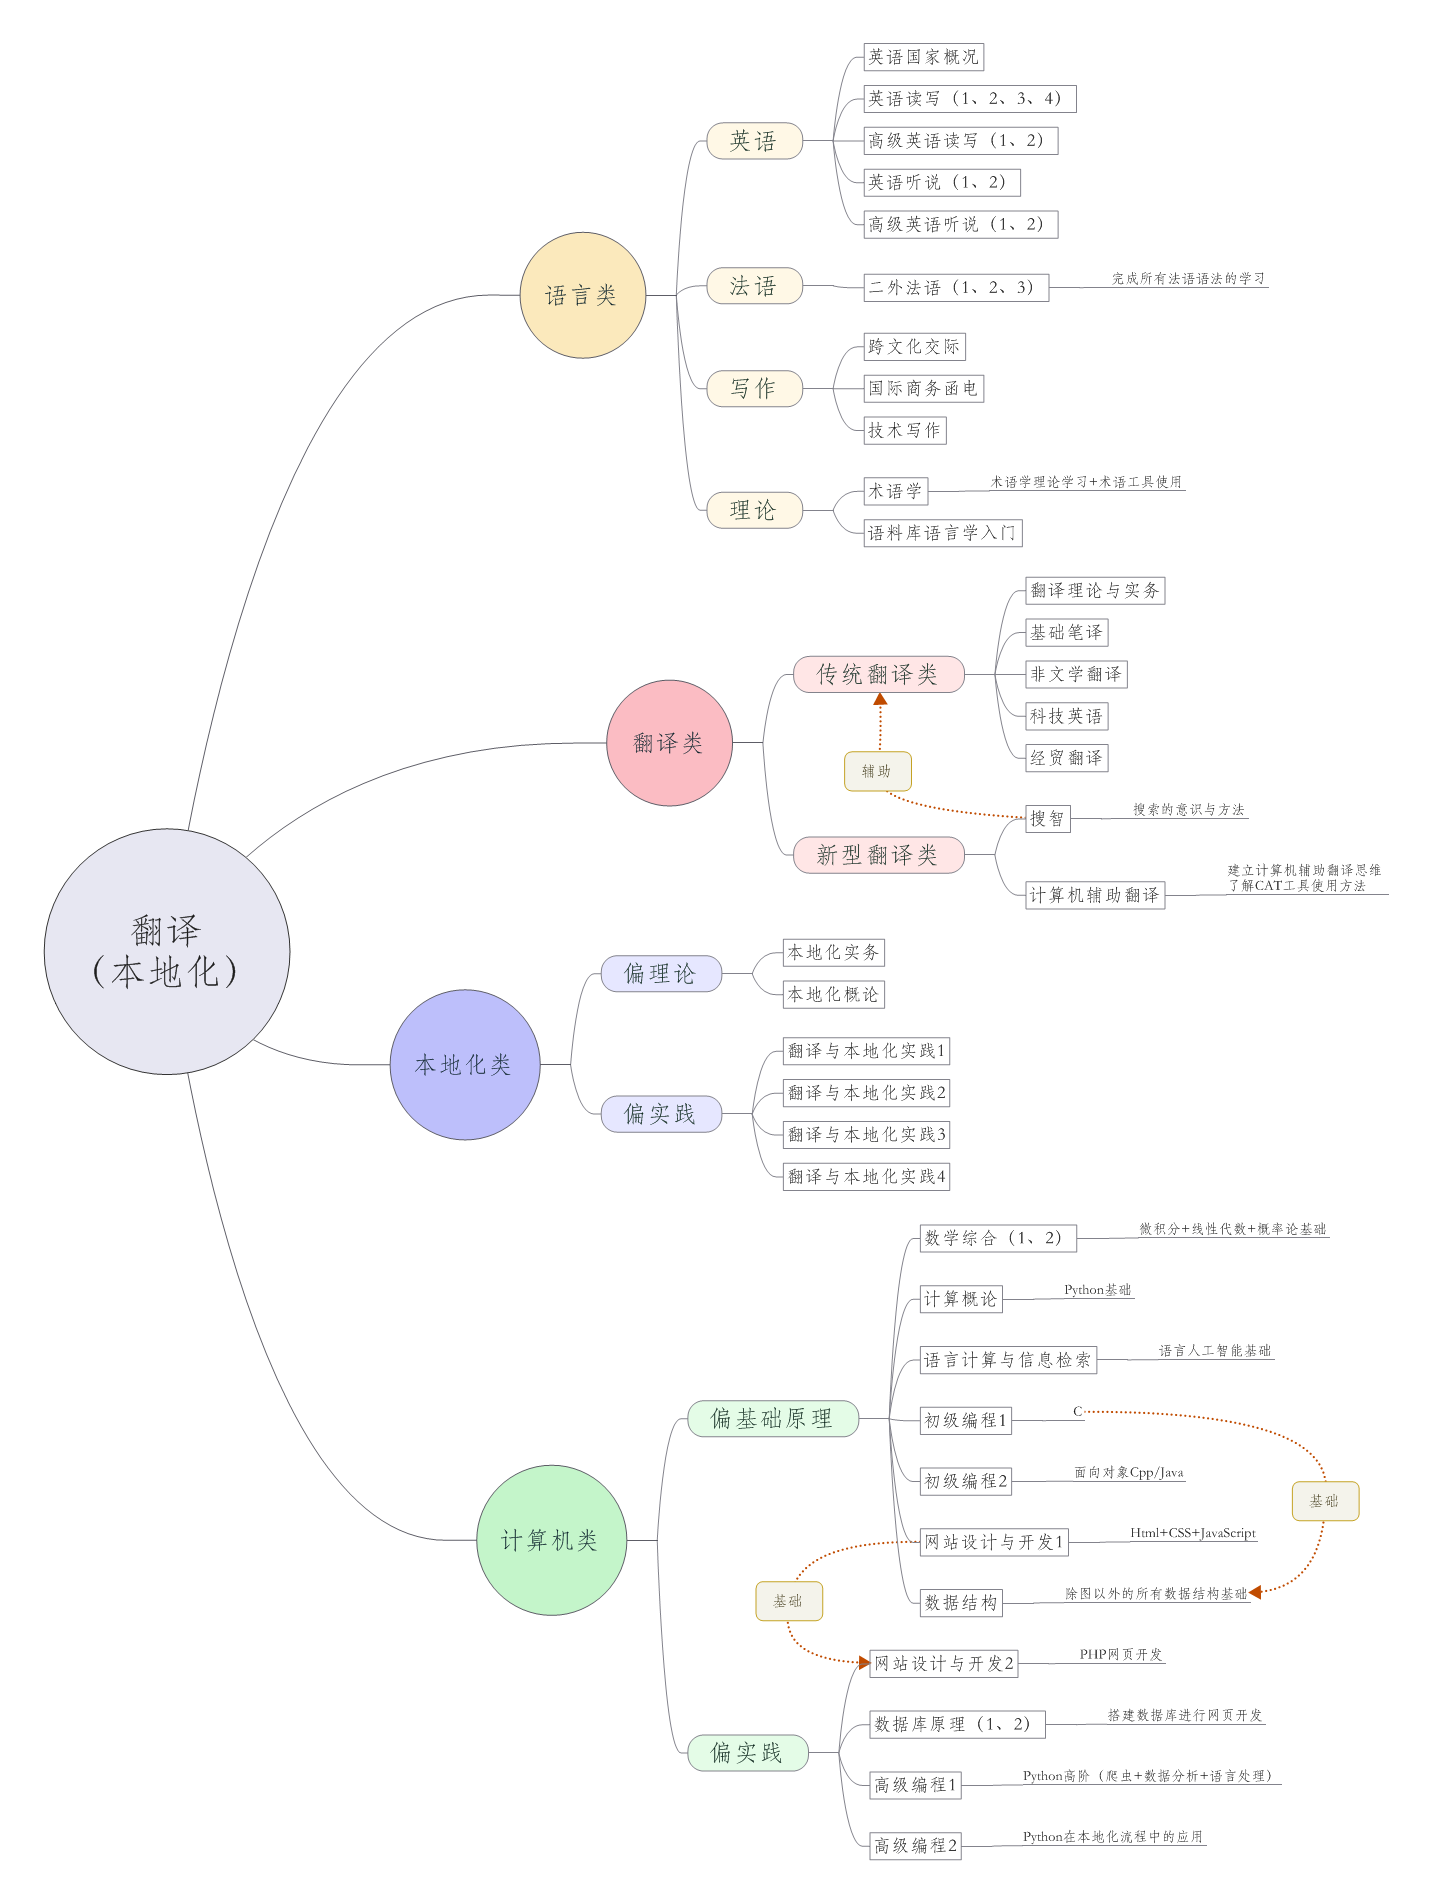 翻译
（本地化）
语言类
英语
英语国家概况
英语读写（1、2、3、4）
高级英语读写（1、2）
英语听说（1、2）
高级英语听说（1、2）
法语
二外法语（1、2、3）
完成所有法语语法的学习
写作
跨文化交际
国际商务函电
技术写作
理论
术语学
术语学理论学习+术语工具使用
语料库语言学入门
翻译类
传统翻译类
翻译理论与实务
基础笔译
非文学翻译
科技英语
经贸翻译
辅助
新型翻译类
搜智
搜索的意识与方法
计算机辅助翻译
建立计算机辅助翻译思维
了解CAT工具使用方法
本地化类
偏理论
本地化实务
本地化概论
偏实践
翻译与本地化实践1
翻译与本地化实践2
翻译与本地化实践3
翻译与本地化实践4
计算机类
偏基础原理
数学综合（1、2）
微积分+线性代数+概率论基础
计算概论
Python基础
语言计算与信息检索
语言人工智能基础
初级编程1
C
初级编程2
面向对象Cpp/Java
基础
网站设计与开发1
Html+CSS+JavaScript
数据结构
除图以外的所有数据结构基础
基础
偏实践
网站设计与开发2
PHP网页开发
数据库原理（1、2）
搭建数据库进行网页开发
高级编程1
Python高阶（爬虫+数据分析+语言处理）
高级编程2
Python在本地化流程中的应用